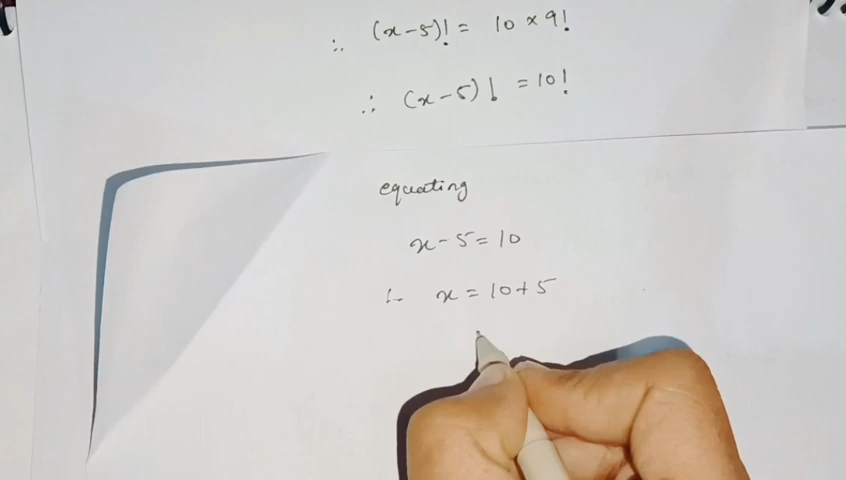 ∴ (x-5)! = 10 × 9!
∴ (x-5)! = 10!
equating
x-5=10
∴ x = 10+5